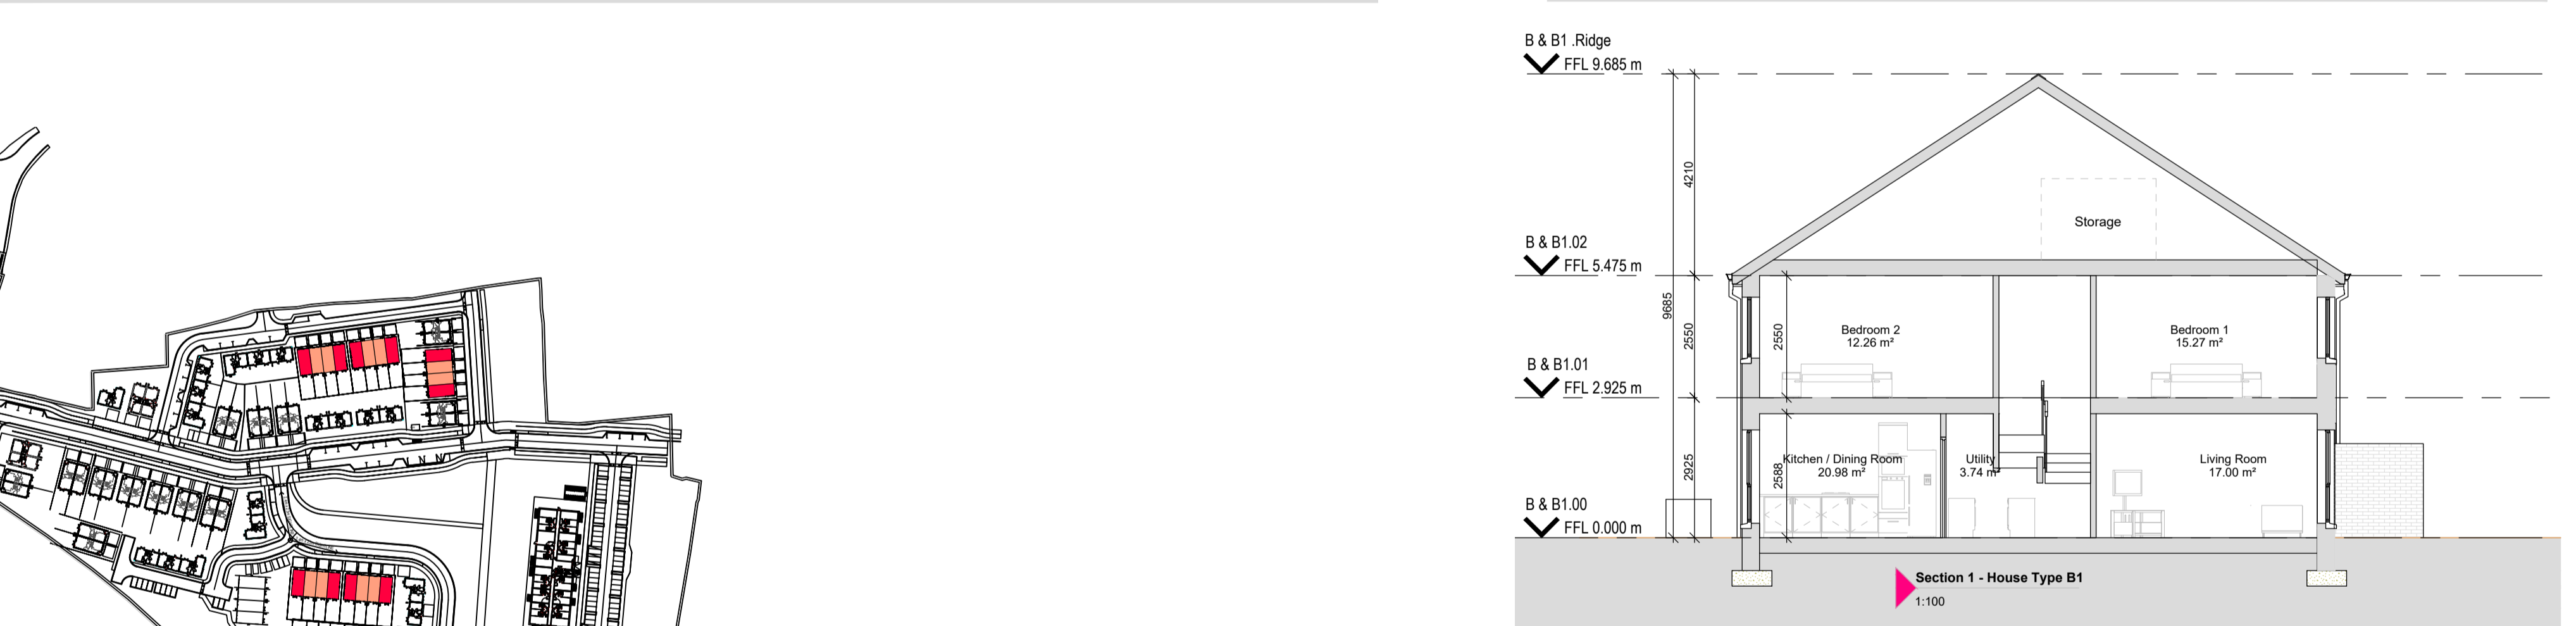 B & B1 .Ridge
FFL 9.685 m
4210
Storage
B & B1.02
FFL 5.475 m
9685
2550
2550
Bedroom 2
12.26 m²
Bedroom 1
15.27 m²
B & B1.01
FFL 2.925 m
2925
2588
Kitchen / Dining Room
20.98 m²
Utility
3.74 m²
Living Room
17.00 m²
B & B1.00
FFL 0.000 m
Section 1 - House Type B1
1:100